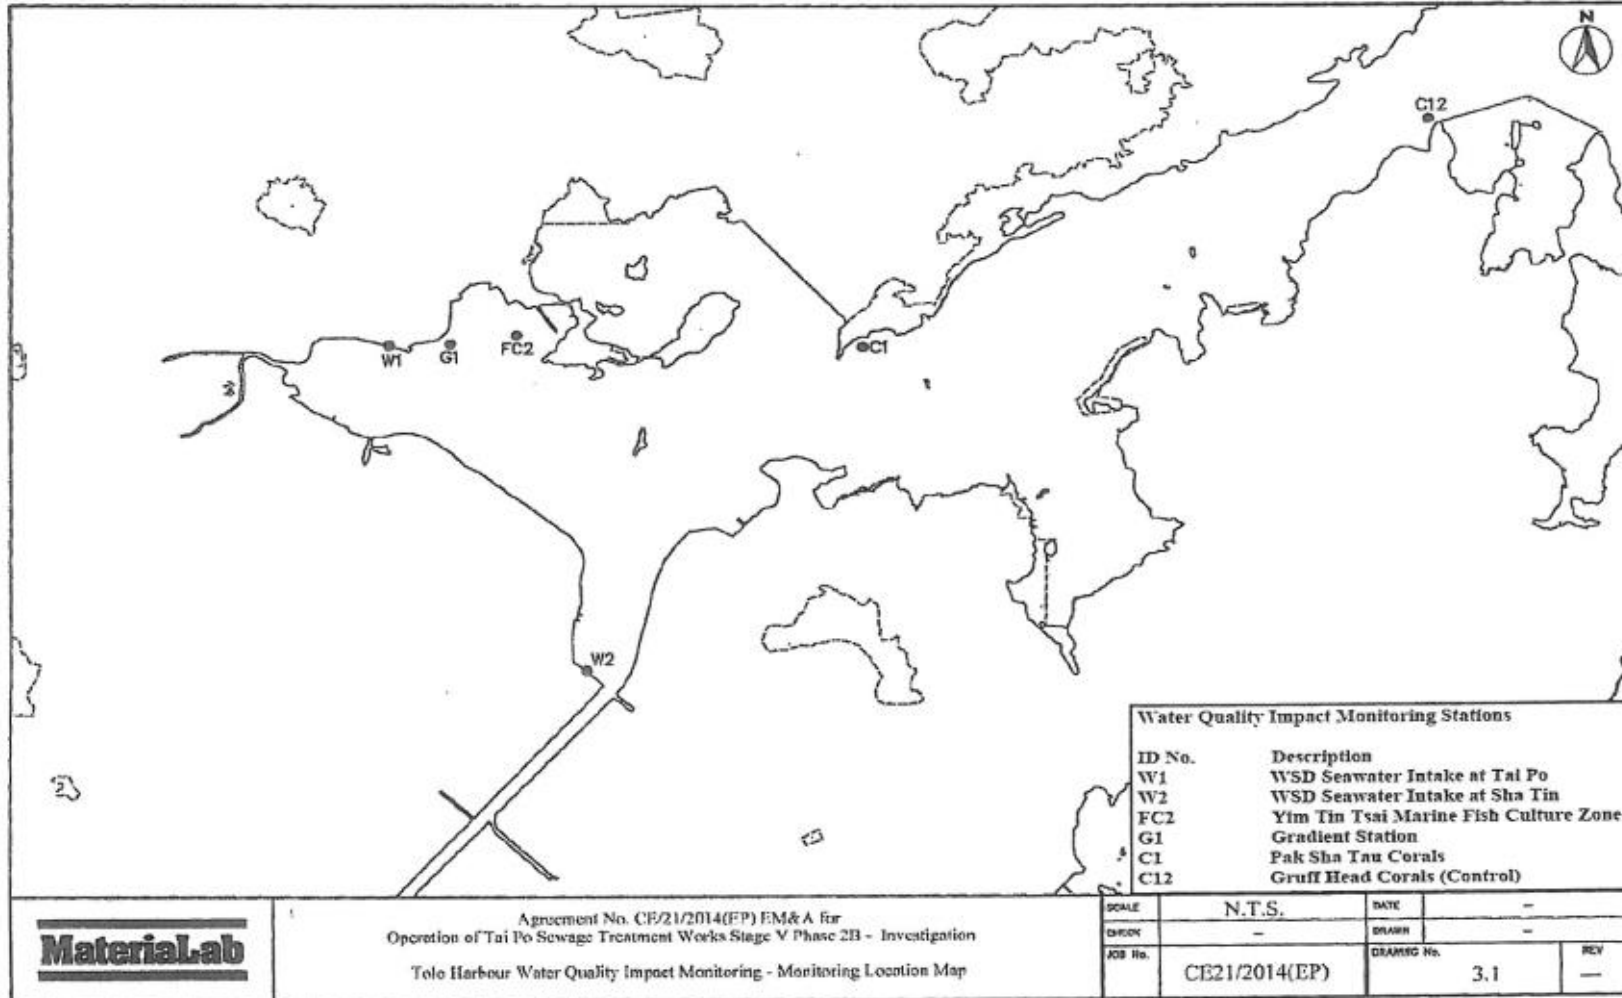 N
C12
W1
G1
FC2
C1
W2
Water Quality Impact Monitoring Stations
ID No. Description
W1 WSD Seawater Intake at Tai Po
W2 WSD Seawater Intake at Sha Tin
FC2 Yim Tin Tsai Marine Fish Culture Zone
G1 Gradient Station
C1 Pak Sha Tau Corals
C12 Gruff Head Corals (Control)
MateriaLab
Agreement No. CE/21/2014(EP) EM&A for
Operation of Tai Po Sewage Treatment Works Stage V Phase 2B - Investigation
Tolo Harbour Water Quality Impact Monitoring - Monitoring Location Map
SCALE N.T.S. DATE -
CHECK - DRAWN -
JOB No. CE21/2014(EP) DRAWING No. 3.1 REV -